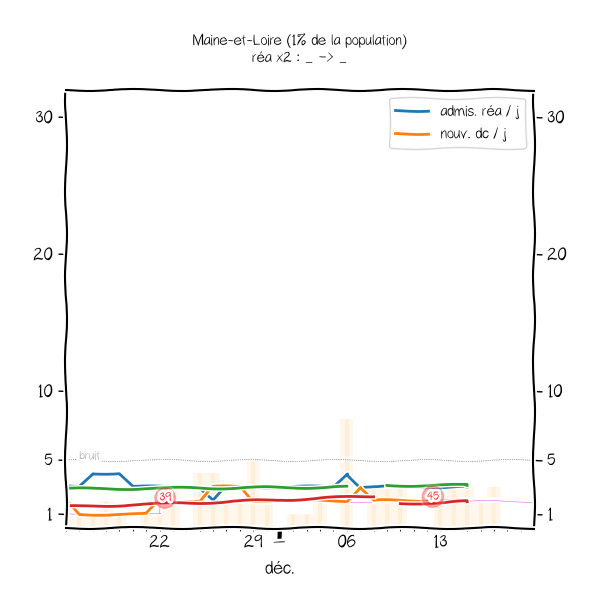 Maine-et-Loire (1% de la population)
réa x2 : _ -> _
admis. réa / j
nouv. dc / j
30
30
20
20
10
10
bruit
5
5
39
45
1
1
22
29
06
13
déc.